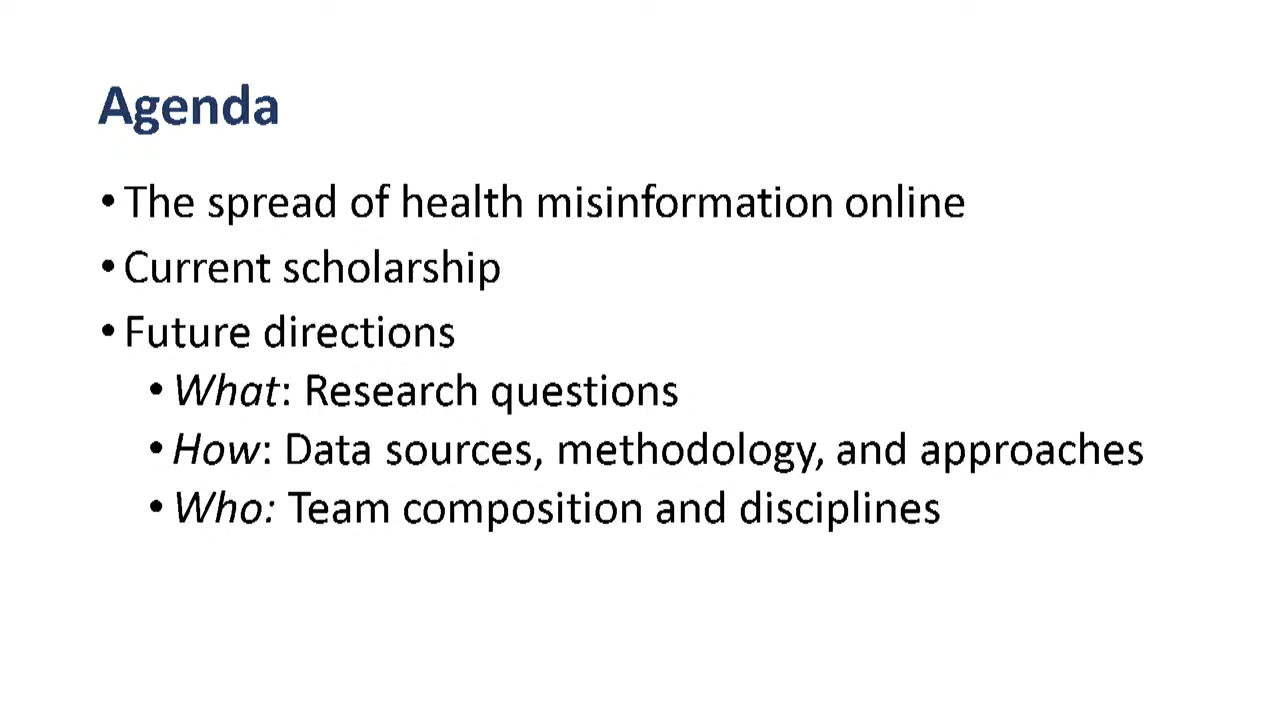 Agenda
• The spread of health misinformation online
• Current scholarship
• Future directions
• What: Research questions
• How: Data sources, methodology, and approaches
• Who: Team composition and disciplines